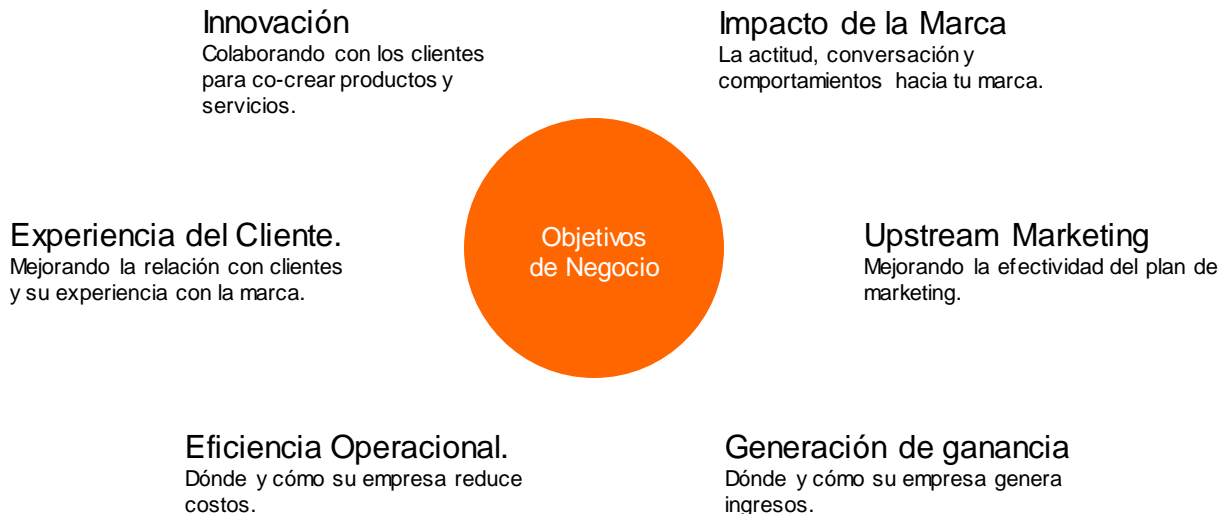 Innovación
Colaborando con los clientes
para co-crear productos y
servicios.
Impacto de la Marca
La actitud, conversación y
comportamientos hacia tu marca.
Experiencia del Cliente.
Mejorando la relación con clientes
y su experiencia con la marca.
Objetivos
de Negocio
Upstream Marketing
Mejorando la efectividad del plan de
marketing.
Eficiencia Operacional.
Dónde y cómo su empresa reduce
costos.
Generación de ganancia
Dónde y cómo su empresa genera
ingresos.